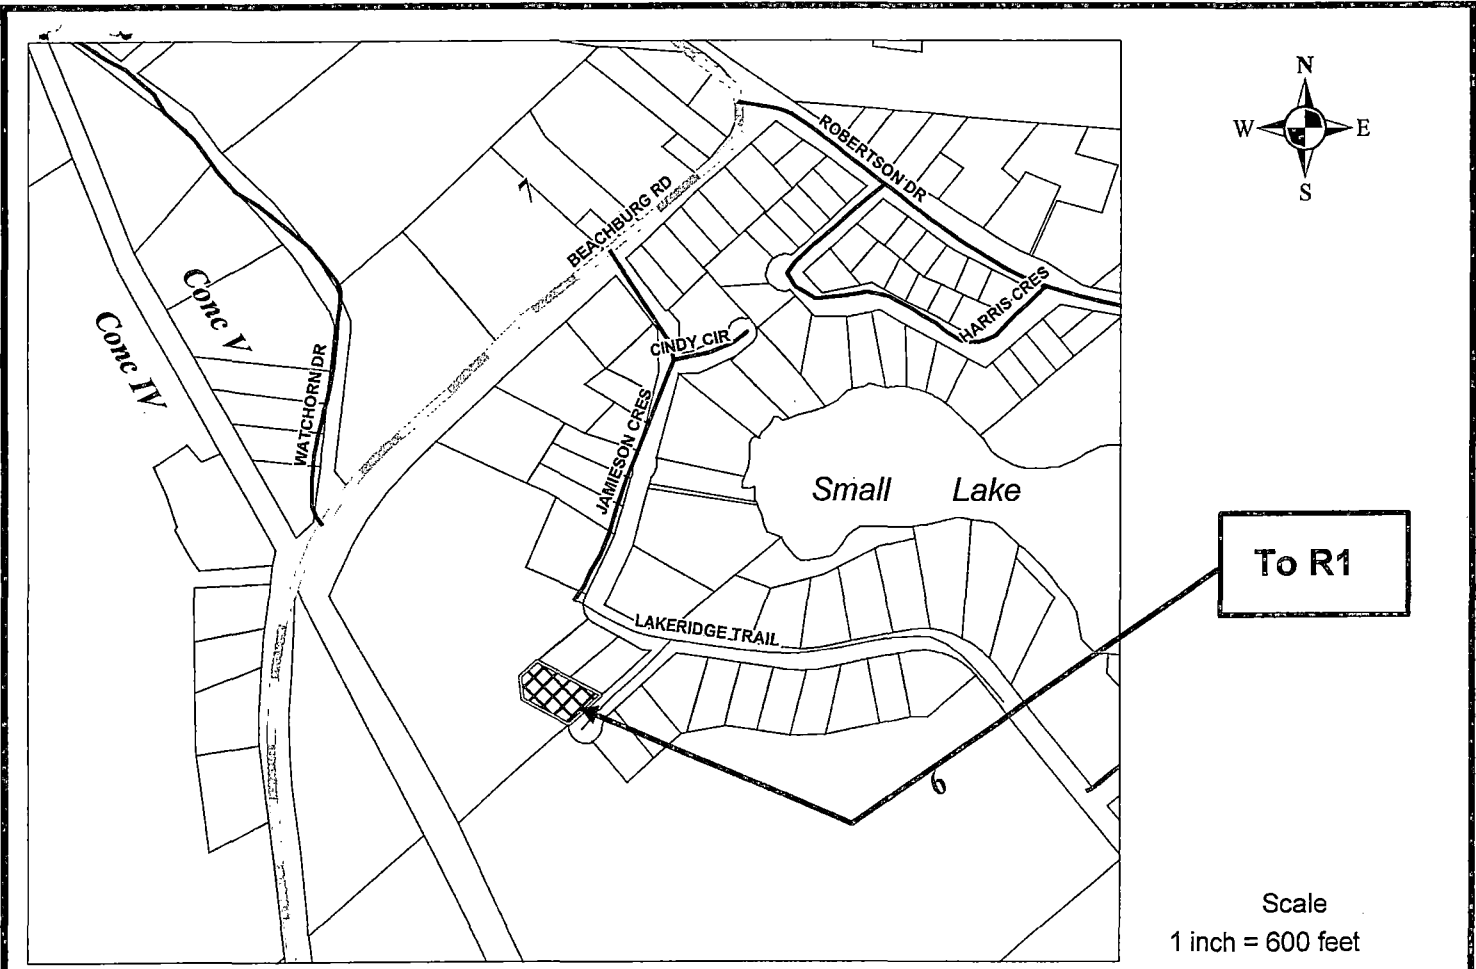 N
W E
S
ROBERTSON DR
7
BEACHBURG RD
Conc V
Conc IV
HARRIS CRES
CINDY CIR
WATCHORN DR
JAMIESON CRES
Small Lake
To R1
LAKERIDGE TRAIL
6
Scale
1 inch = 600 feet